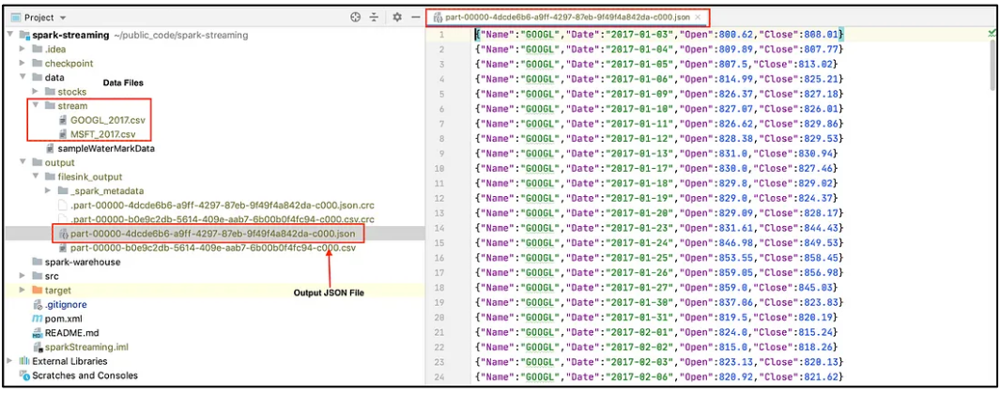 Project
spark-streaming ~/public_code/spark-streaming
.idea
checkpoint
data
Data Files
stocks
stream
GOOGL_2017.csv
MSFT_2017.csv
sampleWaterMarkData
output
filesink_output
_spark_metadata
.part-00000-4dcde6b6-a9ff-4297-87eb-9f49f4a842da-c000.json.crc
.part-00000-b0e9c2db-5614-409e-aab7-6b00b0f4fc94-c000.csv.crc
part-00000-4dcde6b6-a9ff-4297-87eb-9f49f4a842da-c000.json
part-00000-b0e9c2db-5614-409e-aab7-6b00b0f4fc94-c000.csv
spark-warehouse
src
target
Output JSON File
.gitignore
pom.xml
README.md
sparkStreaming.iml
External Libraries
Scratches and Consoles
part-00000-4dcde6b6-a9ff-4297-87eb-9f49f4a842da-c000.json
1 {"Name":"GOOGL","Date":"2017-01-03","Open":800.62,"Close":808.01}
2 {"Name":"GOOGL","Date":"2017-01-04","Open":809.89,"Close":807.77}
3 {"Name":"GOOGL","Date":"2017-01-05","Open":807.5,"Close":813.02}
4 {"Name":"GOOGL","Date":"2017-01-06","Open":814.99,"Close":825.21}
5 {"Name":"GOOGL","Date":"2017-01-09","Open":826.37,"Close":827.18}
6 {"Name":"GOOGL","Date":"2017-01-10","Open":827.07,"Close":826.01}
7 {"Name":"GOOGL","Date":"2017-01-11","Open":826.62,"Close":829.86}
8 {"Name":"GOOGL","Date":"2017-01-12","Open":828.38,"Close":829.53}
9 {"Name":"GOOGL","Date":"2017-01-13","Open":831.0,"Close":830.94}
10 {"Name":"GOOGL","Date":"2017-01-17","Open":830.0,"Close":827.46}
11 {"Name":"GOOGL","Date":"2017-01-18","Open":829.8,"Close":829.02}
12 {"Name":"GOOGL","Date":"2017-01-19","Open":829.0,"Close":824.37}
13 {"Name":"GOOGL","Date":"2017-01-20","Open":829.09,"Close":828.17}
14 {"Name":"GOOGL","Date":"2017-01-23","Open":831.61,"Close":844.43}
15 {"Name":"GOOGL","Date":"2017-01-24","Open":846.98,"Close":849.53}
16 {"Name":"GOOGL","Date":"2017-01-25","Open":853.55,"Close":858.45}
17 {"Name":"GOOGL","Date":"2017-01-26","Open":859.05,"Close":856.98}
18 {"Name":"GOOGL","Date":"2017-01-27","Open":859.0,"Close":845.03}
19 {"Name":"GOOGL","Date":"2017-01-30","Open":837.06,"Close":823.83}
20 {"Name":"GOOGL","Date":"2017-01-31","Open":819.5,"Close":820.19}
21 {"Name":"GOOGL","Date":"2017-02-01","Open":824.0,"Close":815.24}
22 {"Name":"GOOGL","Date":"2017-02-02","Open":815.0,"Close":818.26}
23 {"Name":"GOOGL","Date":"2017-02-03","Open":823.13,"Close":820.13}
24 {"Name":"GOOGL","Date":"2017-02-06","Open":820.92,"Close":821.62}